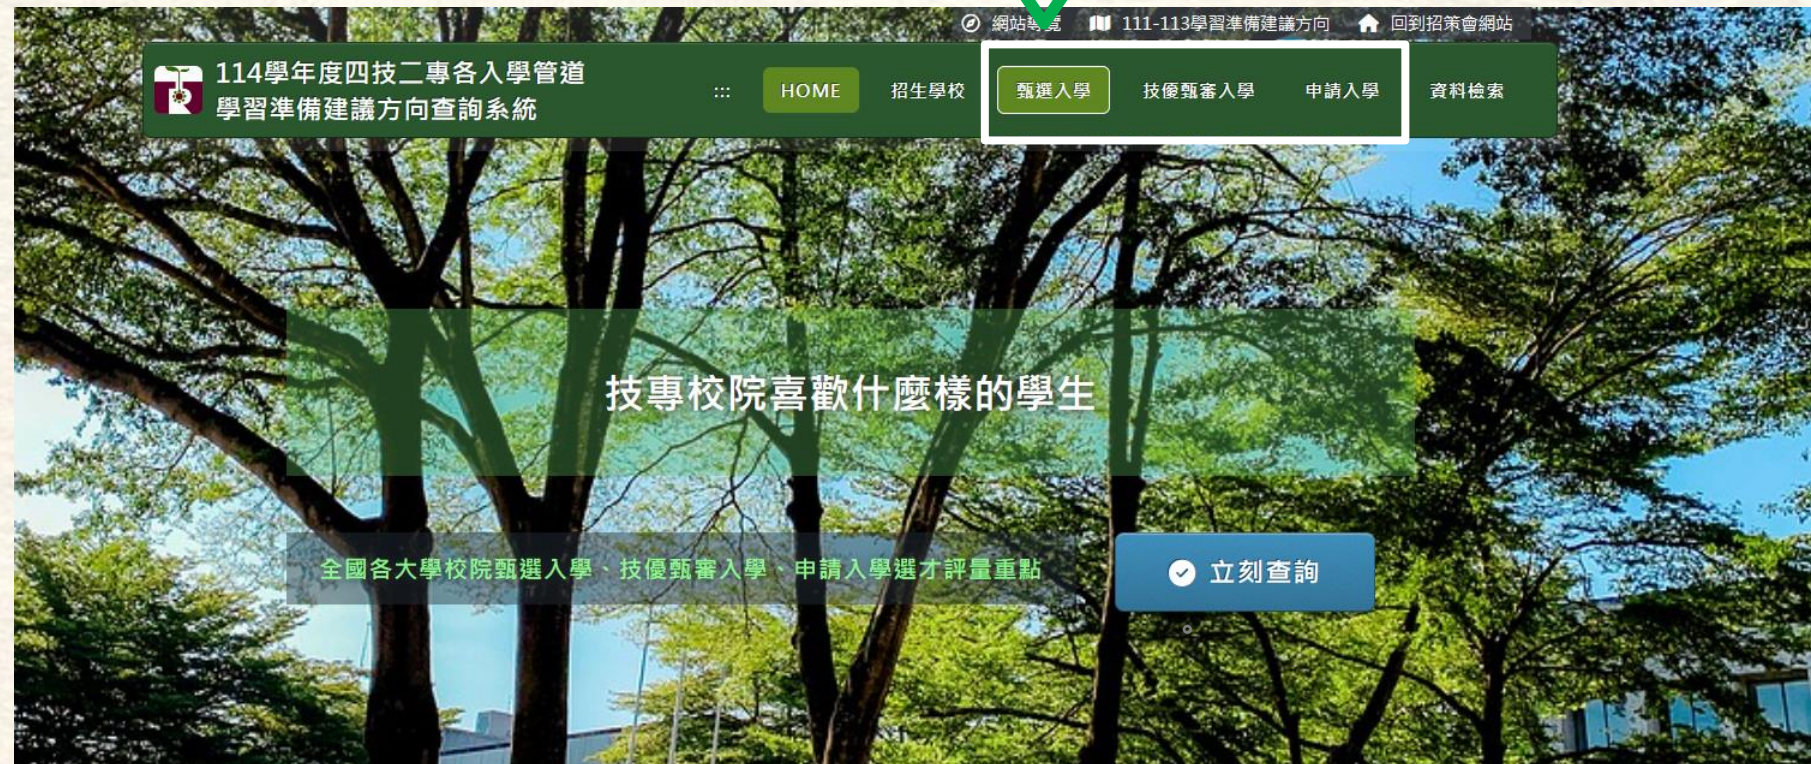 網站導覽 111-113學習準備建議方向 回到招策會網站
114學年度四技二專各入學管道
學習準備建議方向查詢系統
::: HOME 招生學校 甄選入學 技優甄審入學 申請入學 資料檢索
技專校院喜歡什麼樣的學生
全國各大學校院甄選入學、技優甄審入學、申請入學選才評量重點
立刻查詢